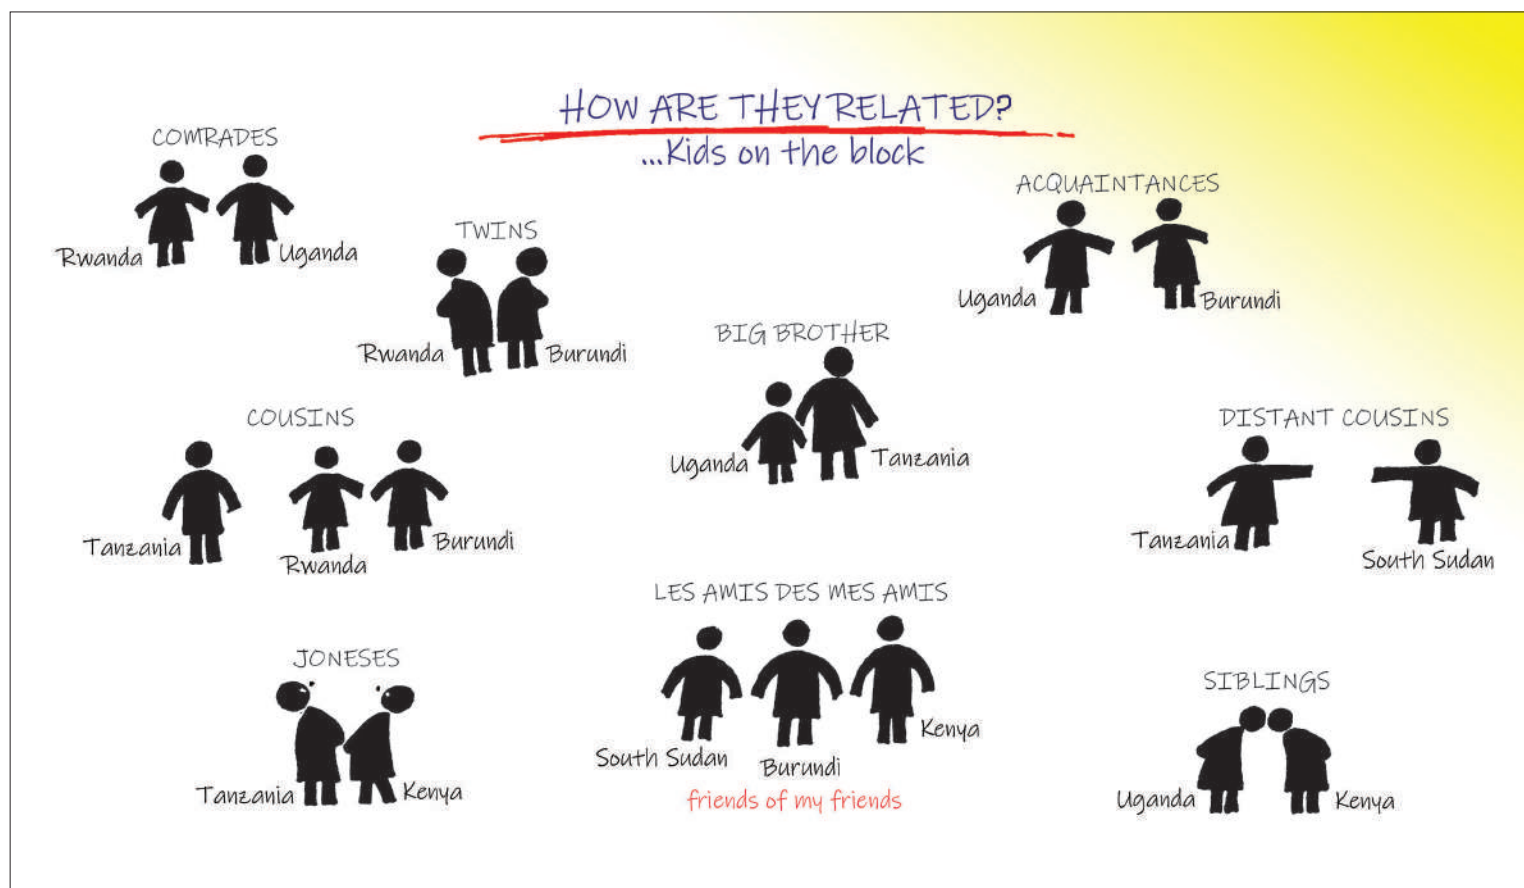 HOW ARE THEY RELATED?
...Kids on the block
COMRADES
Rwanda
Uganda
TWINS
Rwanda
Burundi
ACQUAINTANCES
Uganda
Burundi
BIG BROTHER
Uganda
Tanzania
COUSINS
Tanzania
Rwanda
Burundi
DISTANT COUSINS
Tanzania
South Sudan
LES AMIS DES MES AMIS
South Sudan
Burundi
Kenya
friends of my friends
JONESES
Tanzania
Kenya
SIBLINGS
Uganda
Kenya